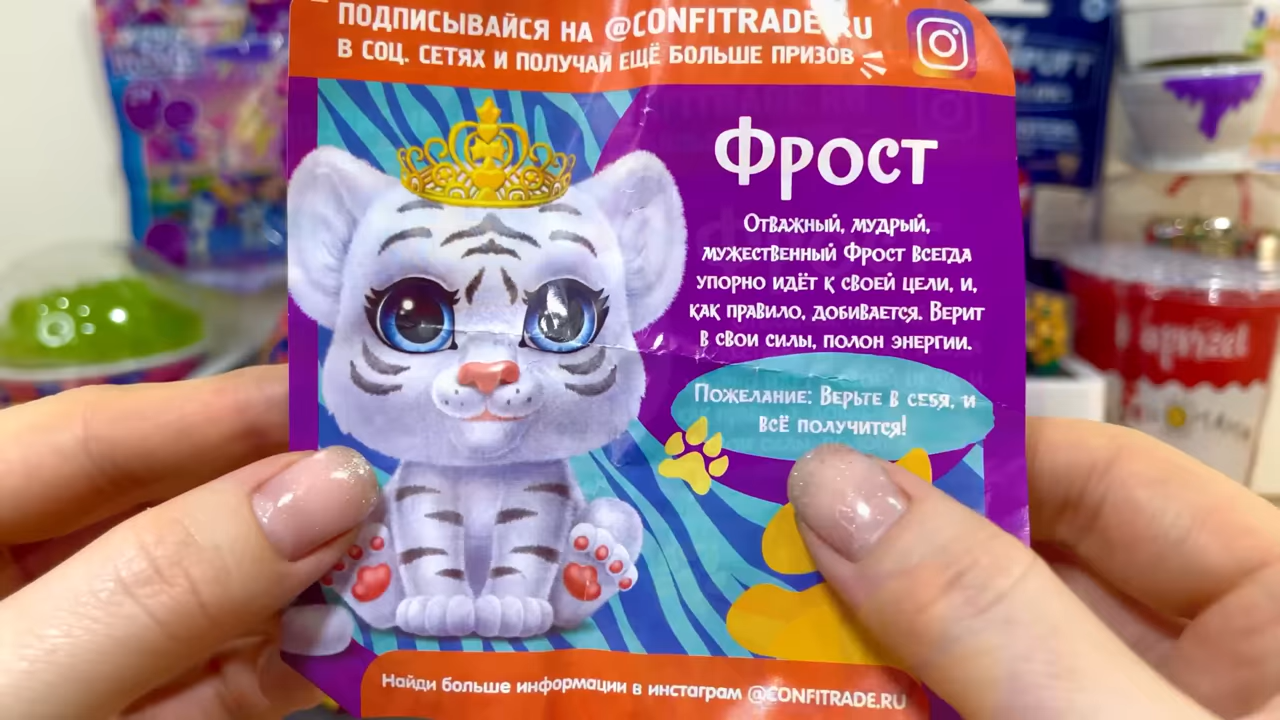 ПОДПИСЫВАЙСЯ НА @CONFITRADE.RU
В СОЦ. СЕТЯХ И ПОЛУЧАЙ ЕЩЁ БОЛЬШЕ ПРИЗОВ
Фрост
Отважный, мудрый,
мужественный Фрост всегда
упорно идёт к своей цели, и,
как правило, добивается. Верит
в свои силы, полон энергии.
Пожелание: Верьте в себя, и
всё получится!
Найди больше информации в инстаграм @CONFITRADE.RU